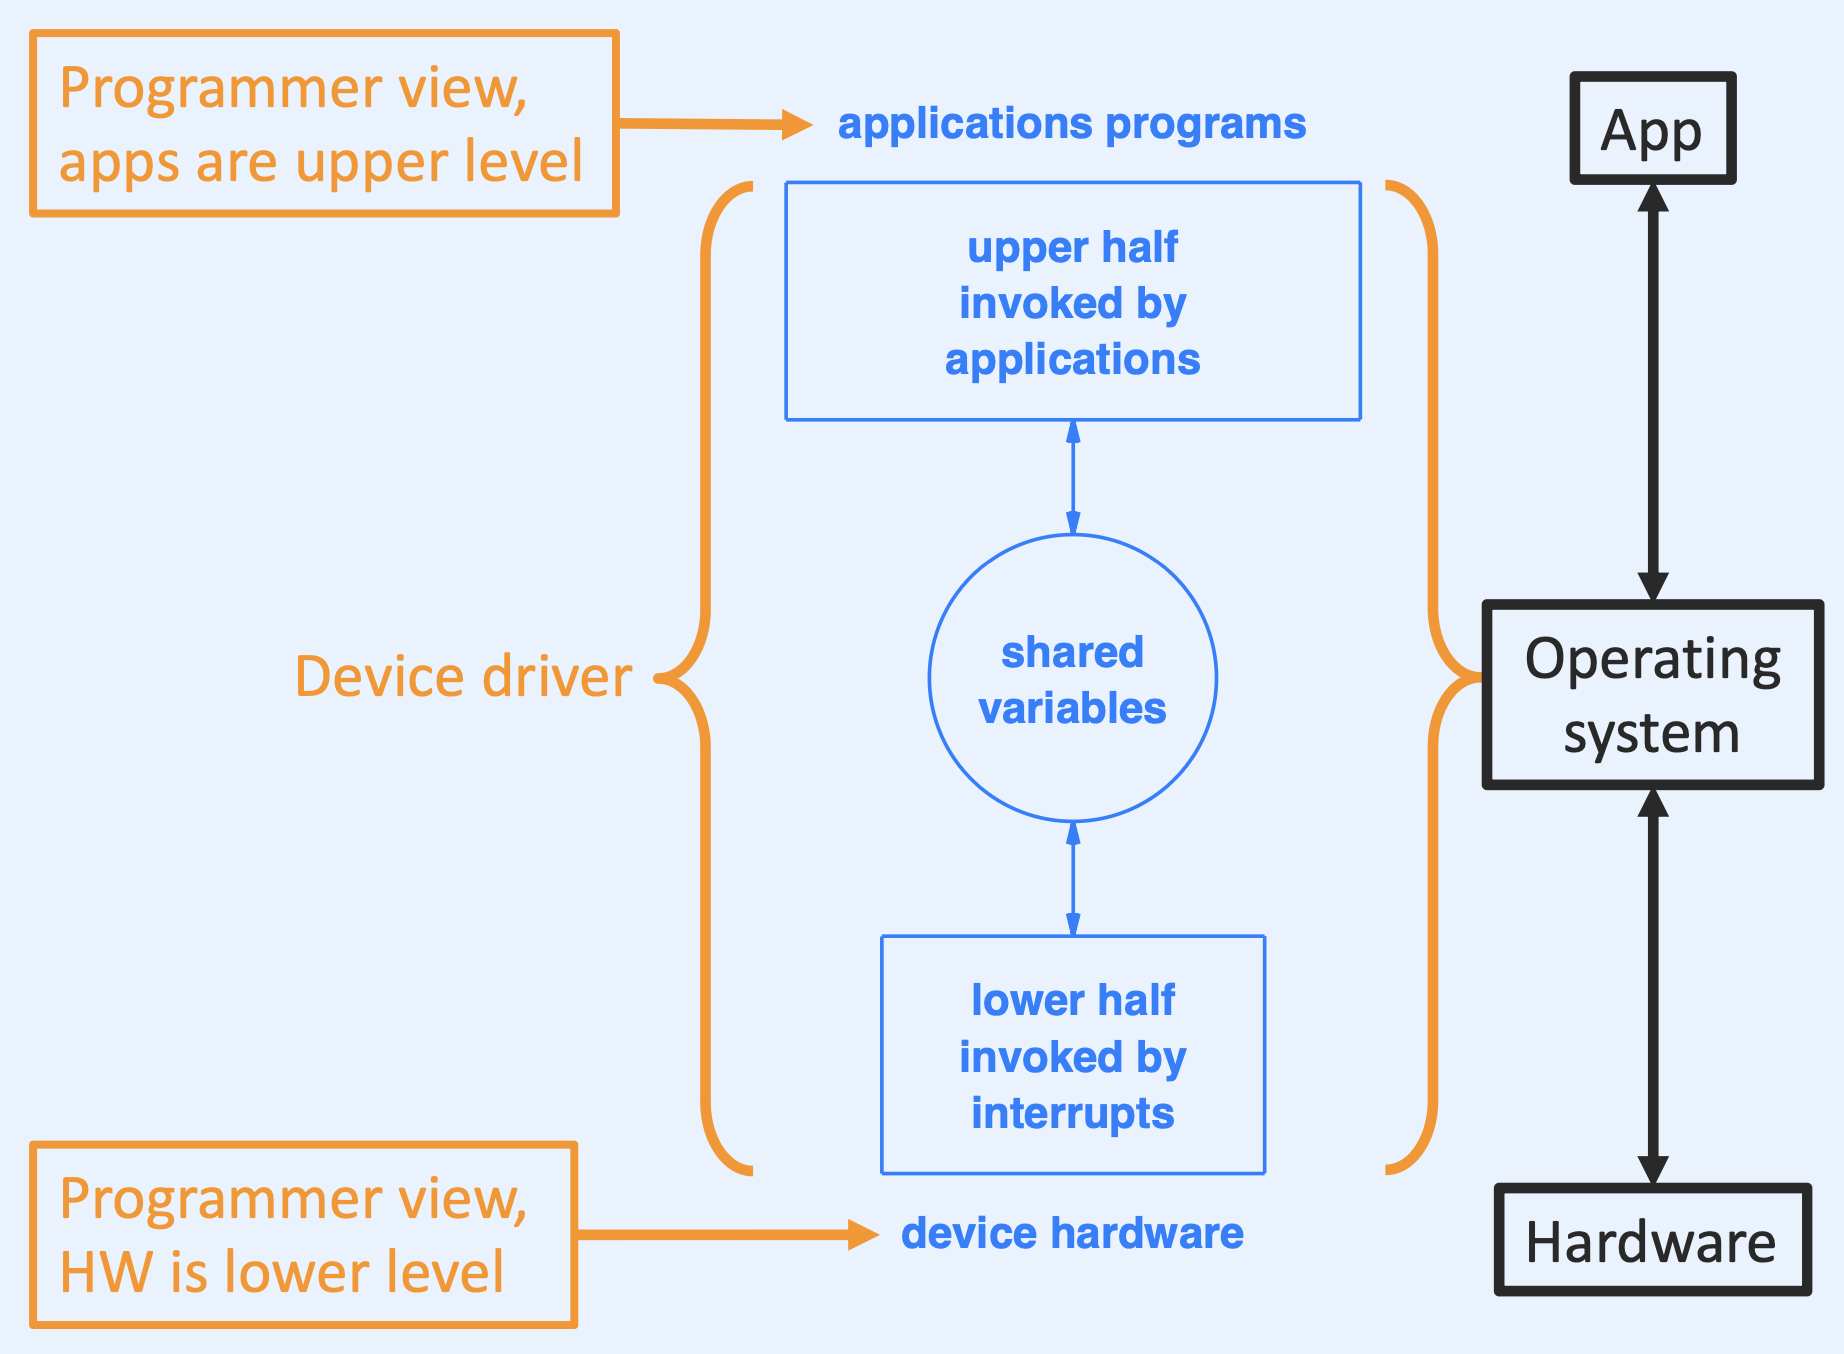 Programmer view,
apps are upper level
applications programs
App
upper half
invoked by
applications
Device driver
shared
variables
Operating
system
lower half
invoked by
interrupts
Programmer view,
HW is lower level
device hardware
Hardware